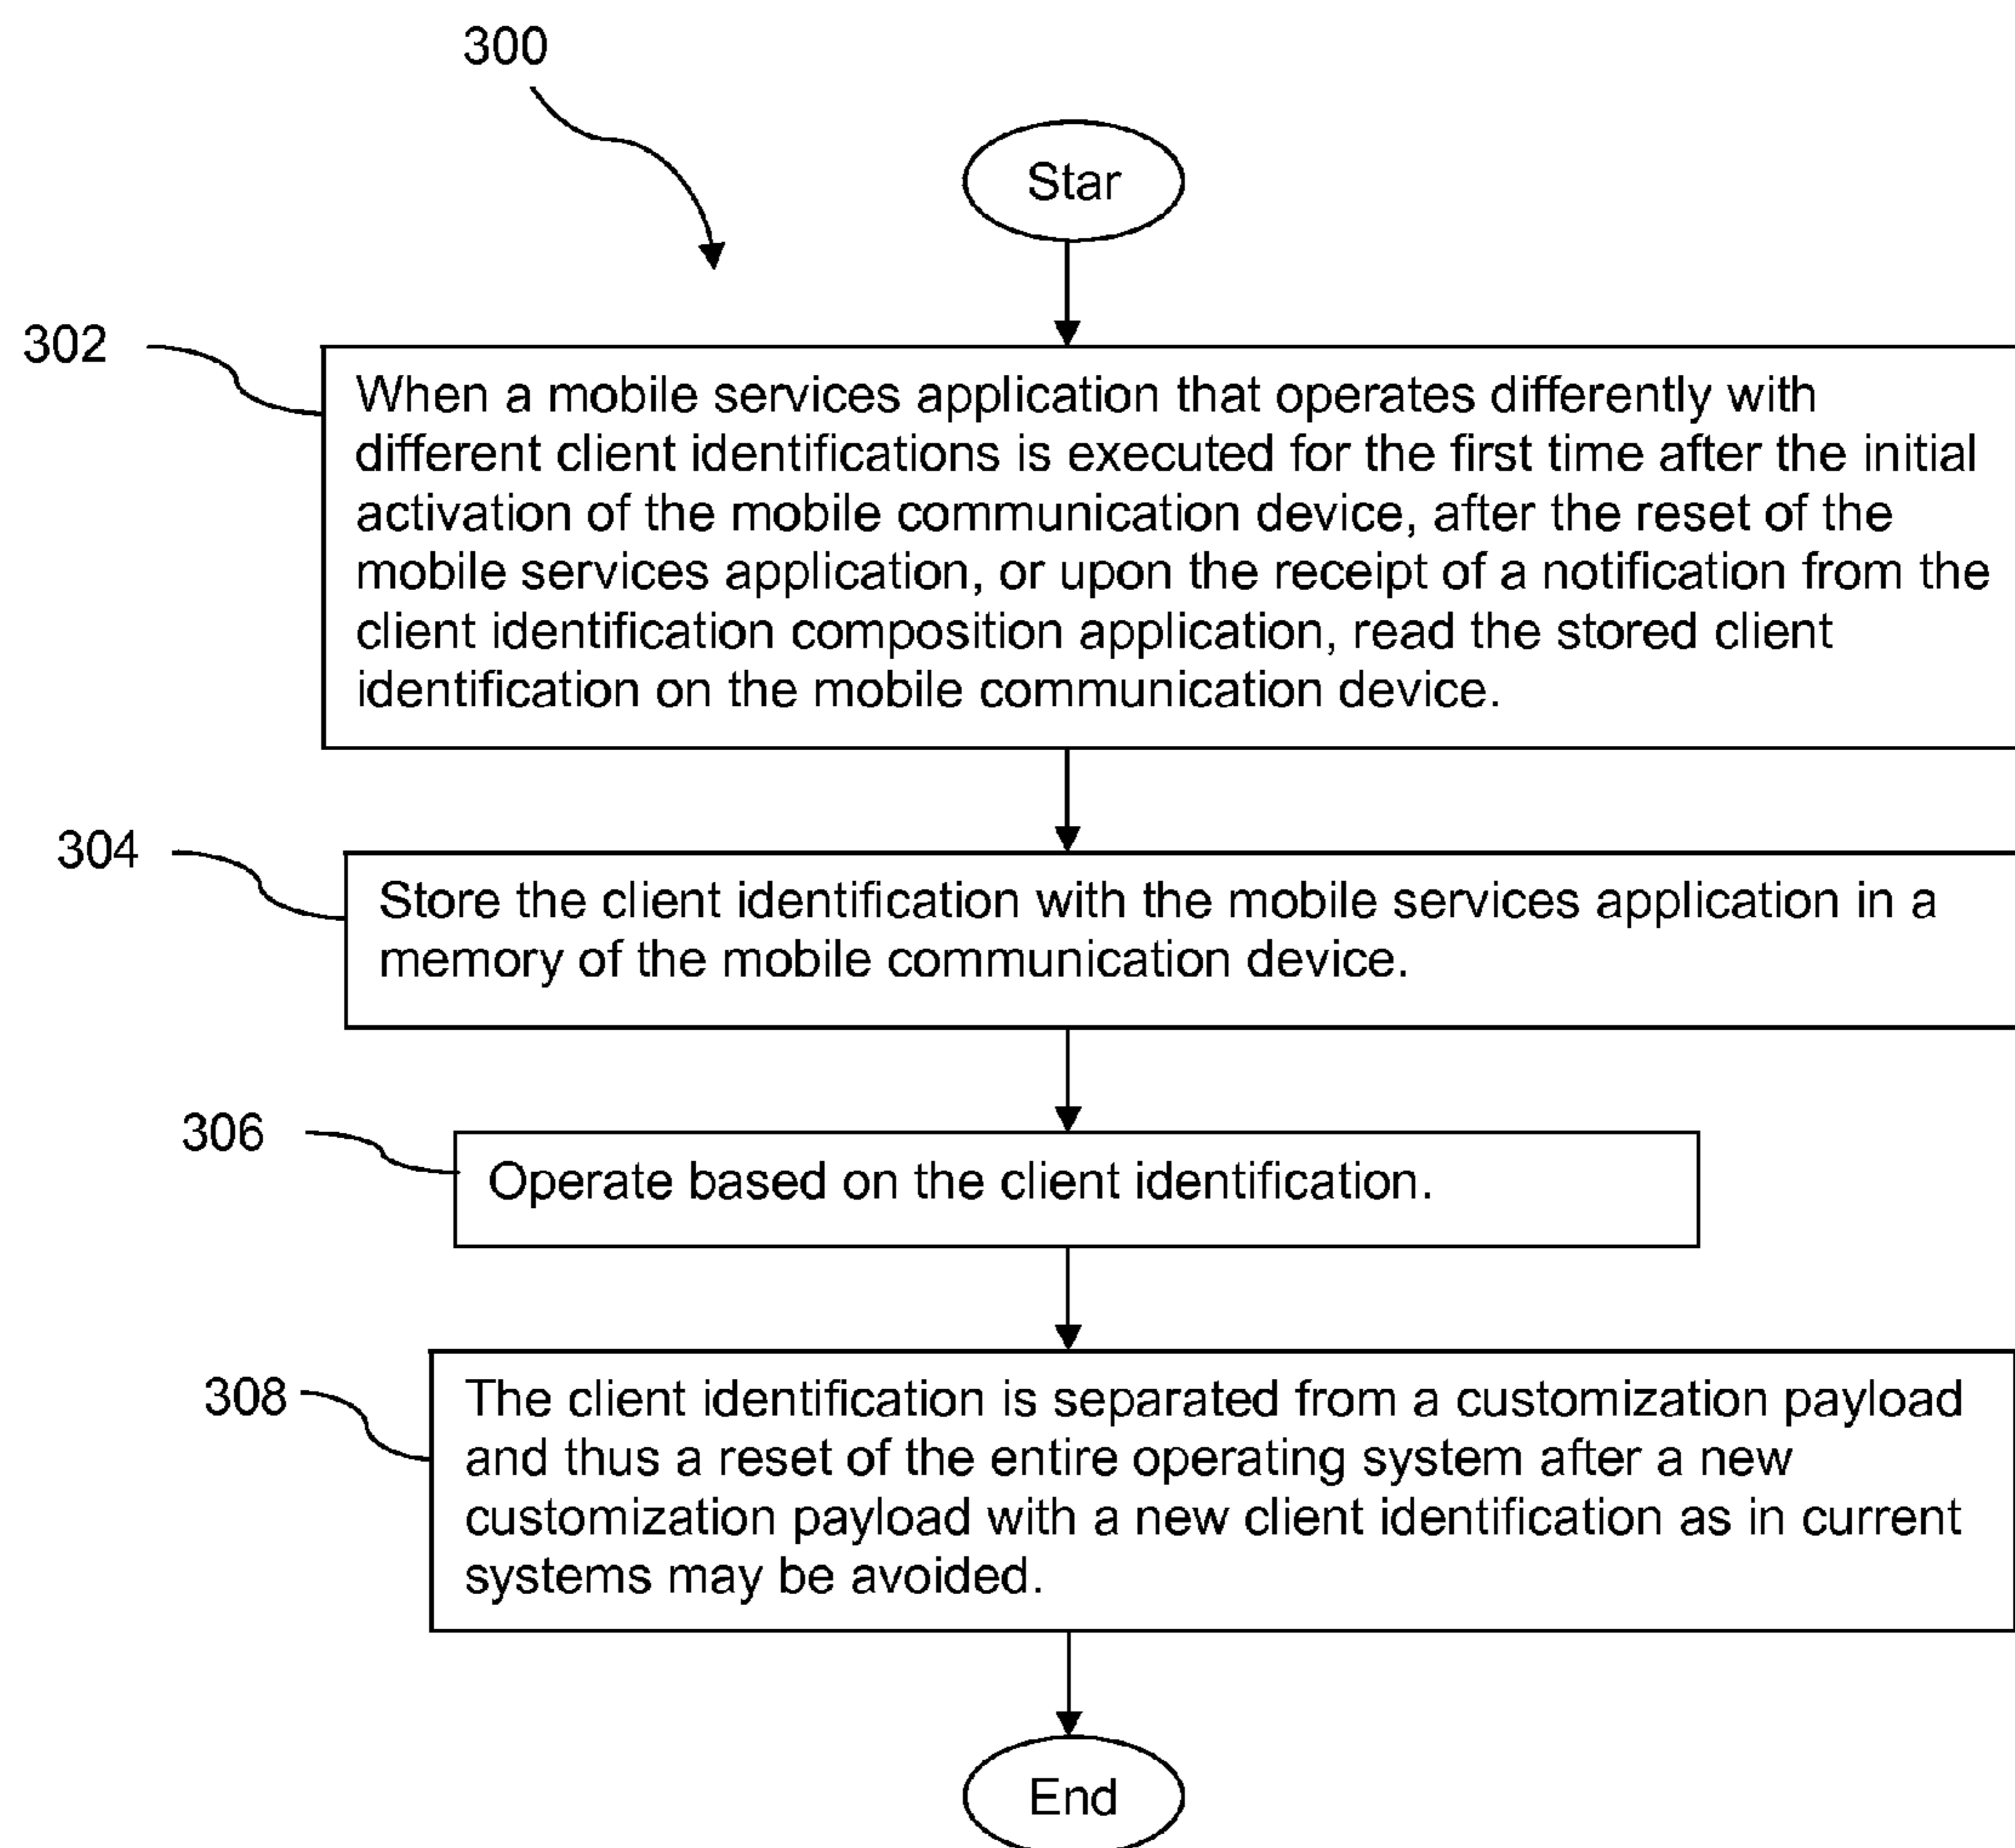 300
Star
302
When a mobile services application that operates differently with
different client identifications is executed for the first time after the initial
activation of the mobile communication device, after the reset of the
mobile services application, or upon the receipt of a notification from the
client identification composition application, read the stored client
identification on the mobile communication device.
304
Store the client identification with the mobile services application in a
memory of the mobile communication device.
306
Operate based on the client identification.
308
The client identification is separated from a customization payload
and thus a reset of the entire operating system after a new
customization payload with a new client identification as in current
systems may be avoided.
End